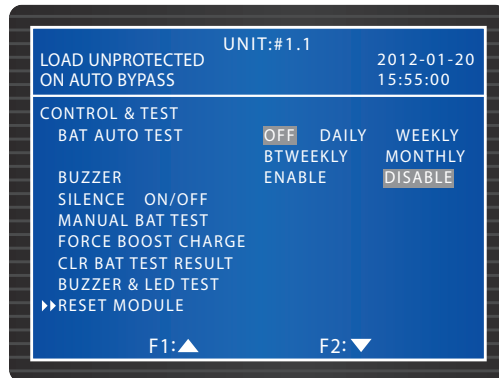 UNIT:#1.1
LOAD UNPROTECTED 2012-01-20
ON AUTO BYPASS 15:55:00
CONTROL & TEST
BAT AUTO TEST OFF DAILY WEEKLY
BTWEEKLY MONTHLY
BUZZER ENABLE DISABLE
SILENCE ON/OFF
MANUAL BAT TEST
FORCE BOOST CHARGE
CLR BAT TEST RESULT
BUZZER & LED TEST
RESET MODULE
F1: F2: